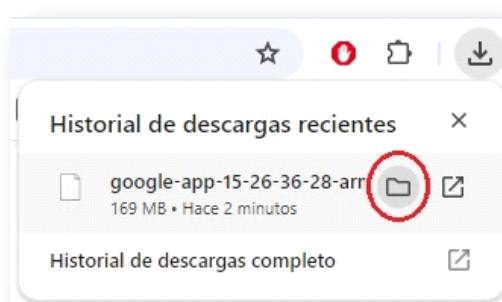 Historial de descargas recientes
google-app-15-26-36-28-arr
169 MB • Hace 2 minutos
Historial de descargas completo